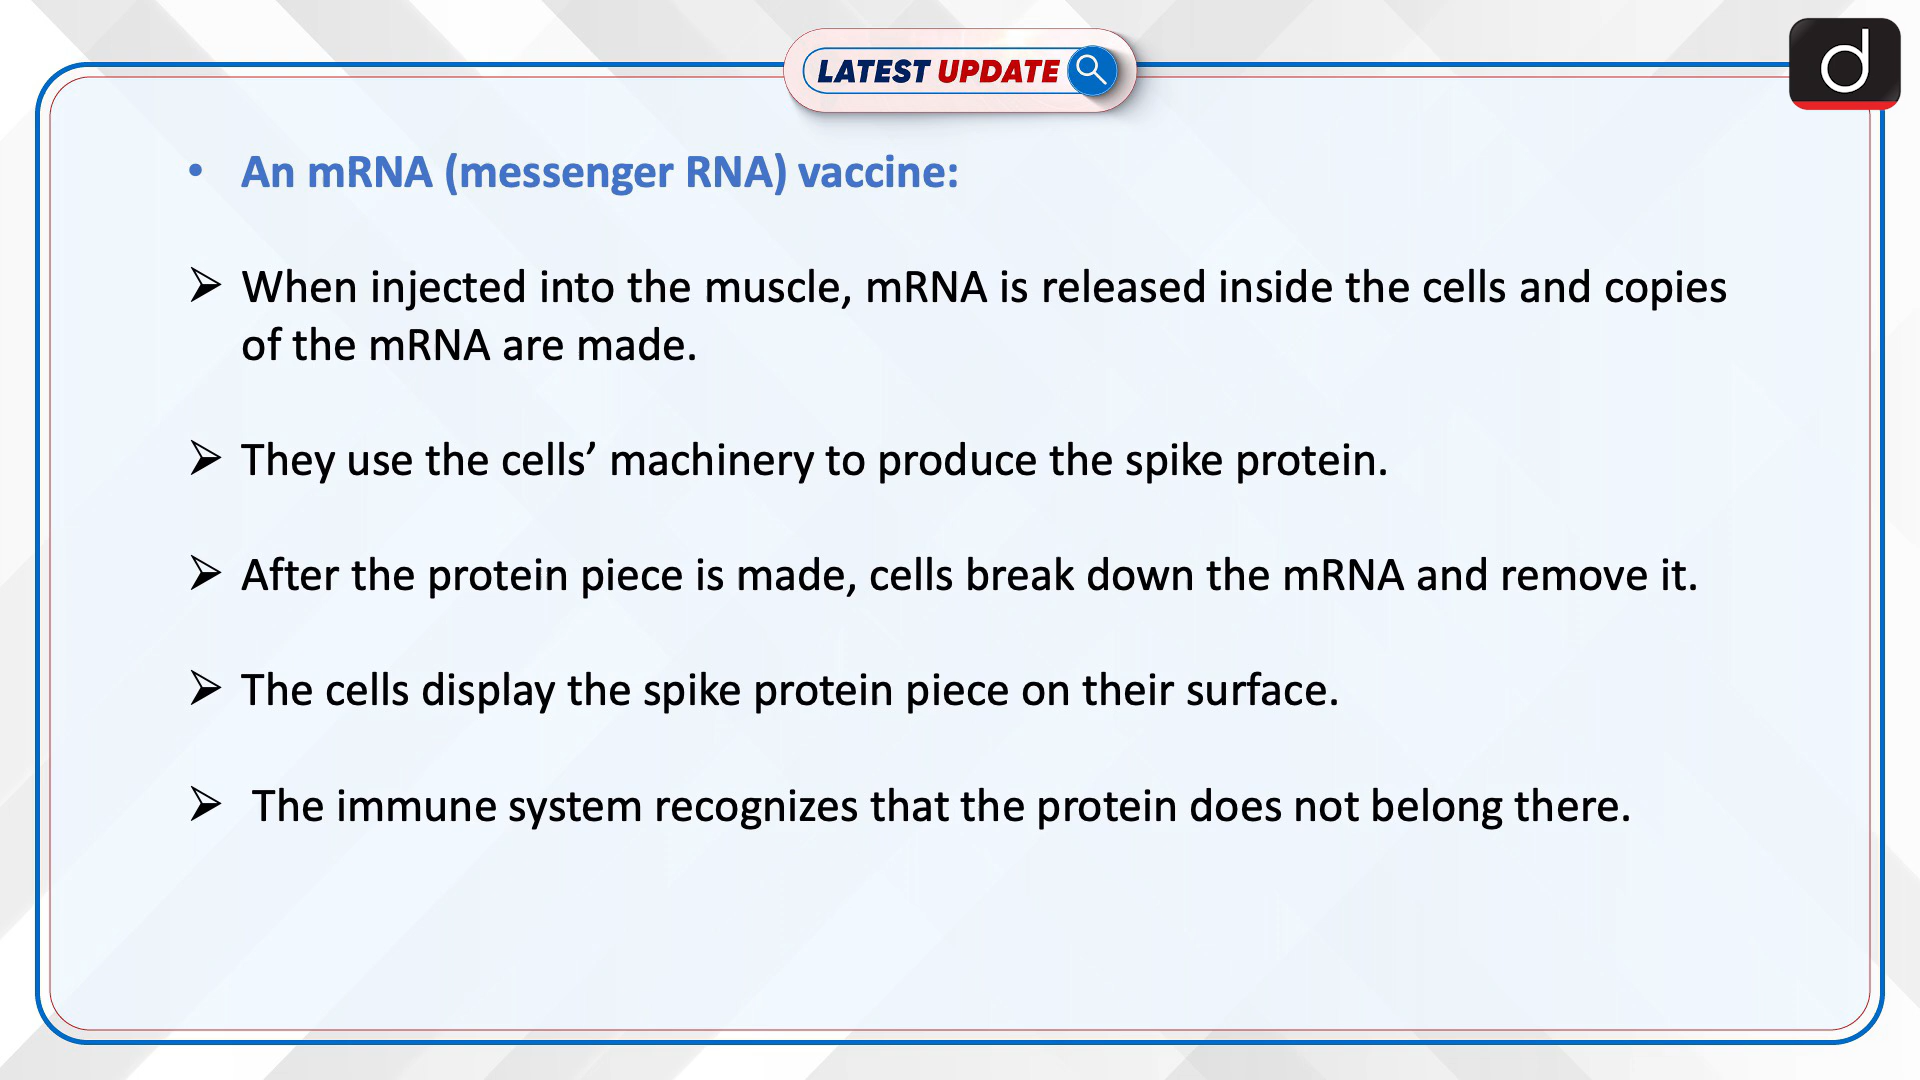 LATEST UPDATE
d
• An mRNA (messenger RNA) vaccine:
➢ When injected into the muscle, mRNA is released inside the cells and copies
of the mRNA are made.
➢ They use the cells’ machinery to produce the spike protein.
➢ After the protein piece is made, cells break down the mRNA and remove it.
➢ The cells display the spike protein piece on their surface.
➢ The immune system recognizes that the protein does not belong there.